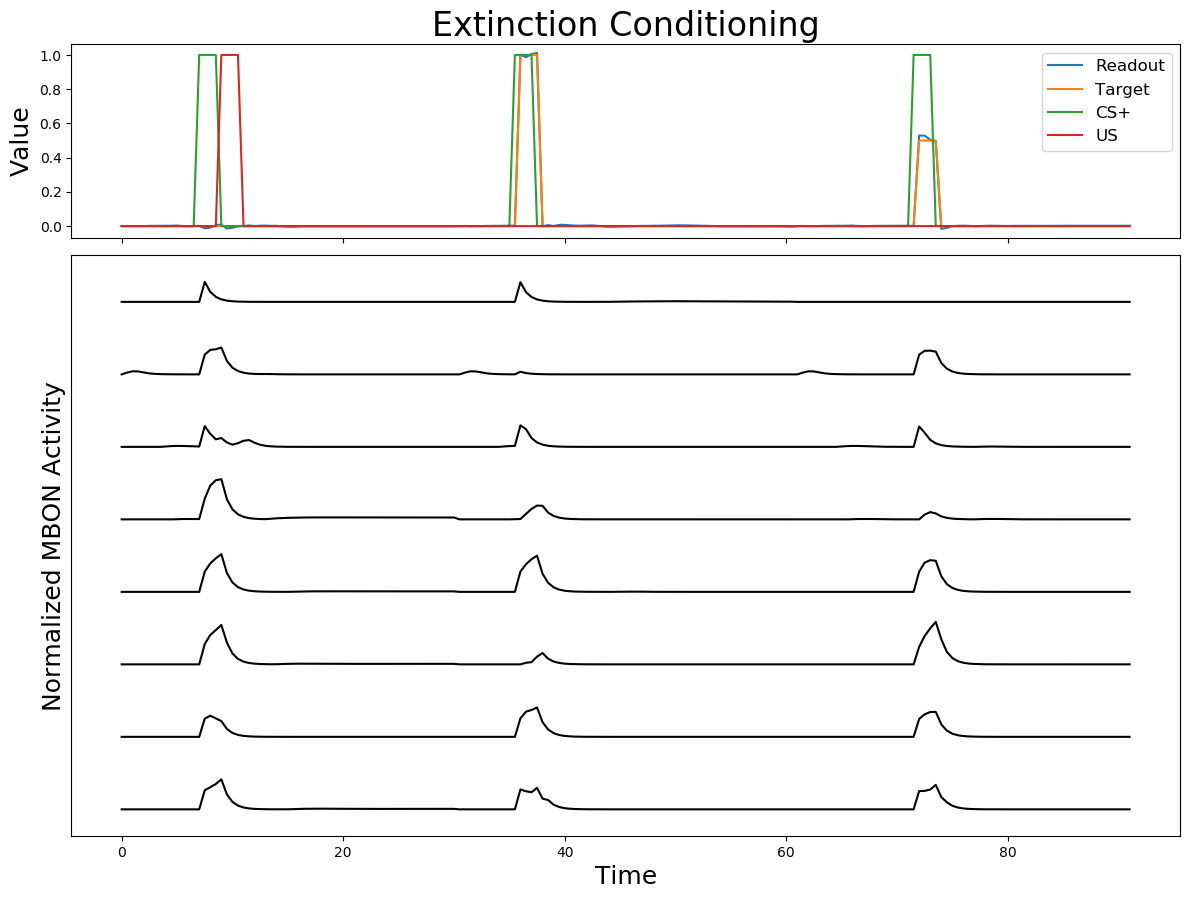 Extinction Conditioning
Value
1.0
0.8
0.6
0.4
0.2
0.0
Readout
Target
CS+
US
Normalized MBON Activity
0 20 40 60 80
Time